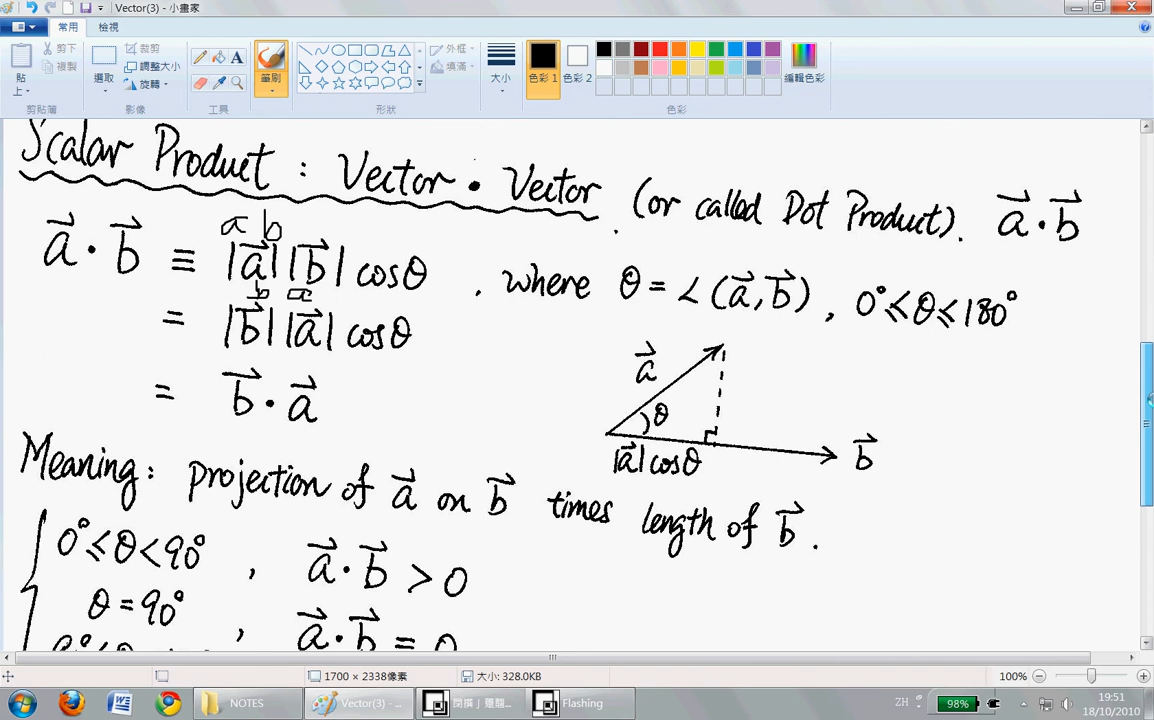 Vector(3) - 小畫家
常用
檢視
貼上
剪下
複製
剪貼簿
選取
裁剪
調整大小
旋轉
影像
A
工具
筆刷
外框
填滿
形狀
大小
色彩 1
色彩 2
編輯色彩
色彩
Scalar Product : Vector • Vector (or called Dot Product). a⃗·b⃗
a b
a⃗·b⃗ ≡ |a⃗||b⃗| cosθ , where θ = ∠(a⃗,b⃗) , 0°≤θ≤180°
b a
= |b⃗||a⃗| cosθ
= b⃗·a⃗
a⃗
θ
|a⃗|cosθ
b⃗
Meaning: projection of a⃗ on b⃗ times length of b⃗ .
0°≤θ<90° , a⃗·b⃗ > 0
θ = 90° , a⃗·b⃗ = 0
1700 × 2338像素
大小: 328.0KB
100%
NOTES
Vector(3) - ...
Flashing
ZH
98%
19:51
18/10/2010